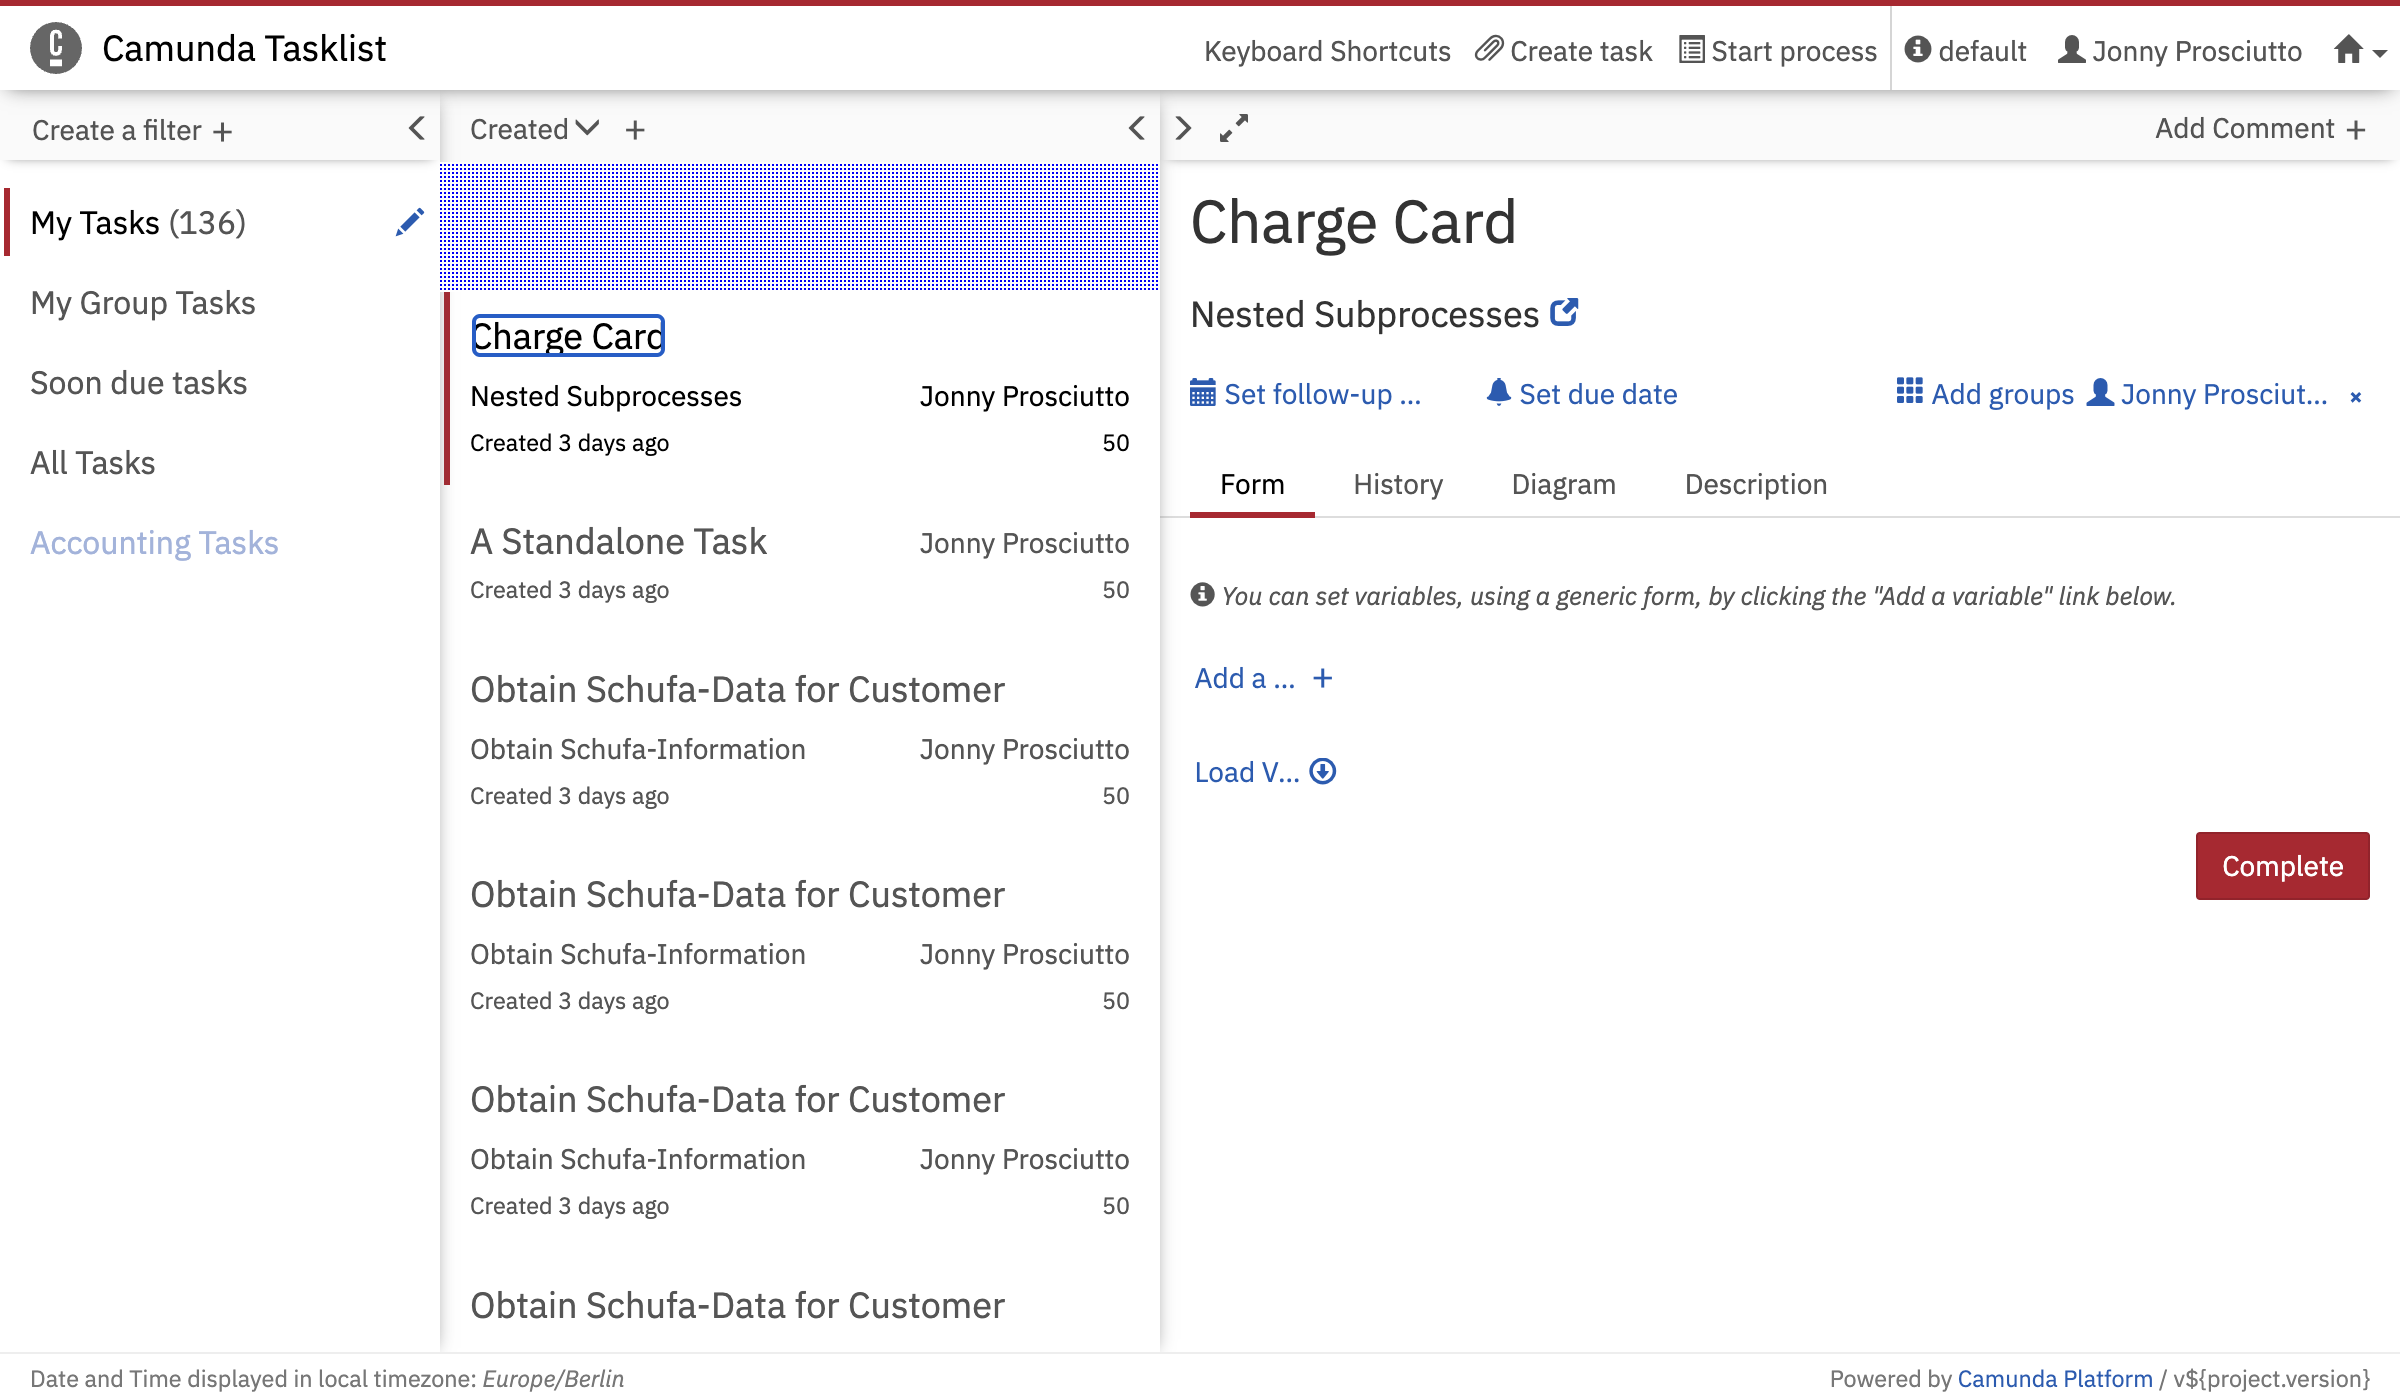 Camunda Tasklist
Keyboard Shortcuts Create task Start process default Jonny Prosciutto
Create a filter +
My Tasks (136)
My Group Tasks
Soon due tasks
All Tasks
Accounting Tasks
Created +
Charge Card
Nested Subprocesses Jonny Prosciutto
Created 3 days ago 50
A Standalone Task Jonny Prosciutto
Created 3 days ago 50
Obtain Schufa-Data for Customer
Obtain Schufa-Information Jonny Prosciutto
Created 3 days ago 50
Obtain Schufa-Data for Customer
Obtain Schufa-Information Jonny Prosciutto
Created 3 days ago 50
Obtain Schufa-Data for Customer
Obtain Schufa-Information Jonny Prosciutto
Created 3 days ago 50
Obtain Schufa-Data for Customer
Add Comment +
Charge Card
Nested Subprocesses
Set follow-up ... Set due date Add groups Jonny Prosciut... ×
Form History Diagram Description
You can set variables, using a generic form, by clicking the "Add a variable" link below.
Add a ... +
Load V...
Complete
Date and Time displayed in local timezone: Europe/Berlin
Powered by Camunda Platform / v${project.version}